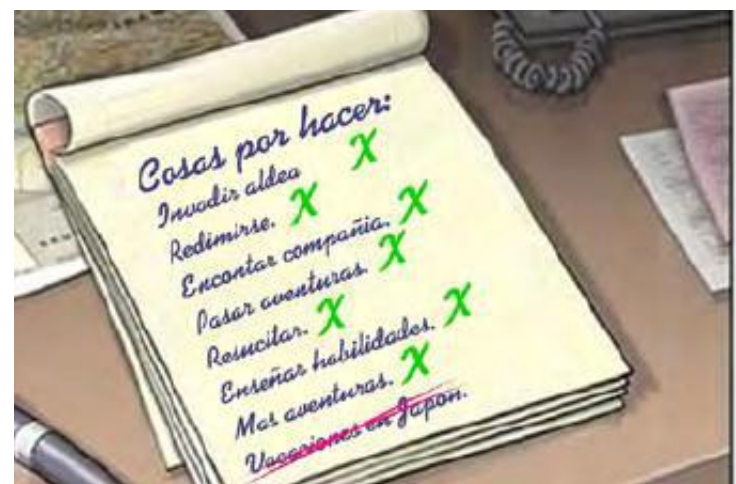 Cosas por hacer:
Invadir aldea X
Redimirse. X
Encontar compañia. X
Pasar aventuras. X
Resucitar. X
Enseñar habilidades. X
Mas aventuras. X
Vacaciones en Japon.